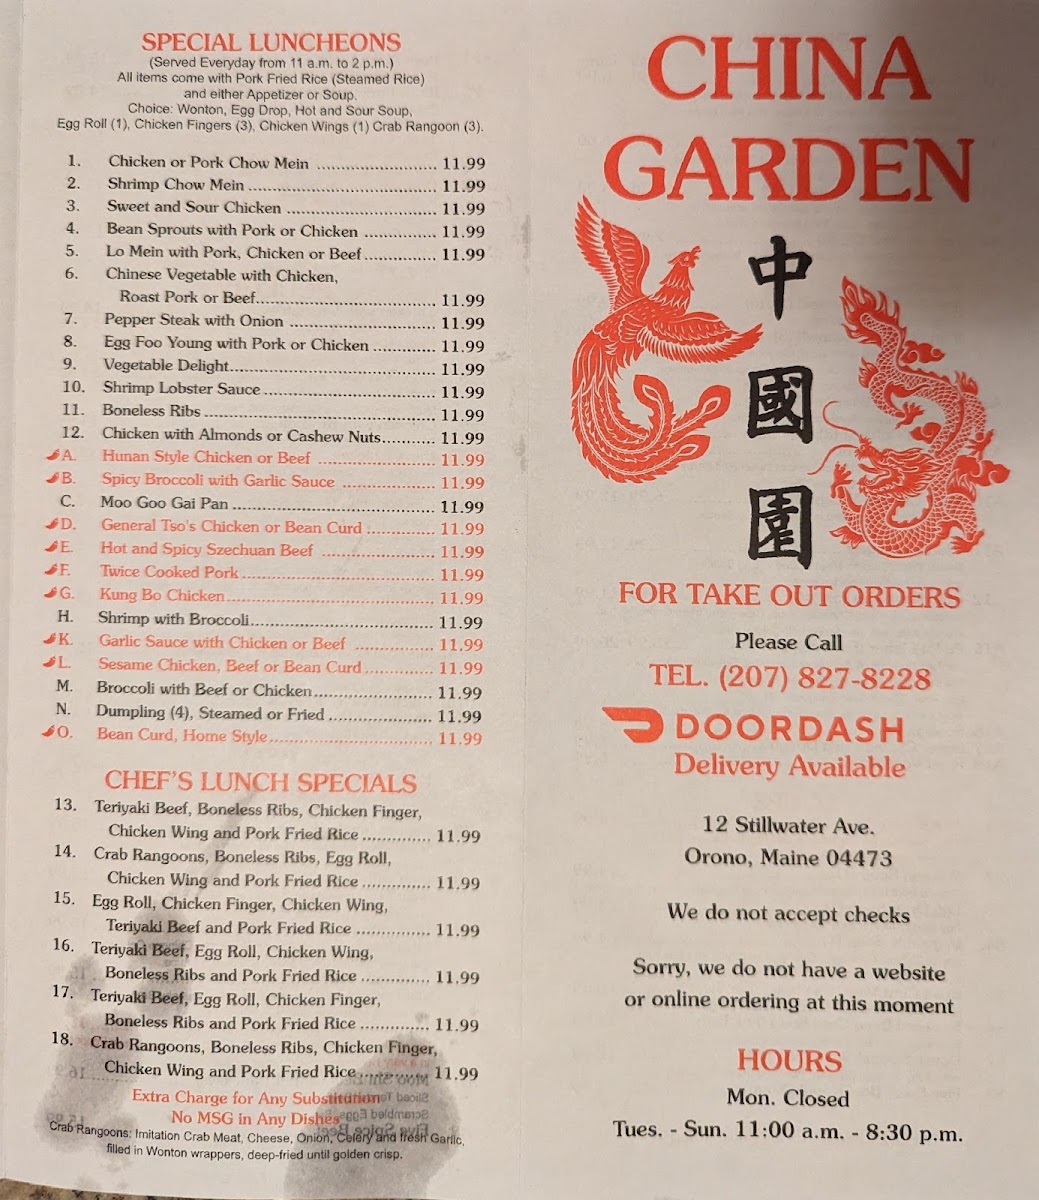 SPECIAL LUNCHEONS
(Served Everyday from 11 a.m. to 2 p.m.)
All items come with Pork Fried Rice (Steamed Rice)
and either Appetizer or Soup.
Choice: Wonton, Egg Drop, Hot and Sour Soup,
Egg Roll (1), Chicken Fingers (3), Chicken Wings (1) Crab Rangoon (3).
1. Chicken or Pork Chow Mein .......................... 11.99
2. Shrimp Chow Mein ........................................ 11.99
3. Sweet and Sour Chicken ................................ 11.99
4. Bean Sprouts with Pork or Chicken ............... 11.99
5. Lo Mein with Pork, Chicken or Beef............... 11.99
6. Chinese Vegetable with Chicken,
Roast Pork or Beef....................................... 11.99
7. Pepper Steak with Onion ............................... 11.99
8. Egg Foo Young with Pork or Chicken ............. 11.99
9. Vegetable Delight............................................ 11.99
10. Shrimp Lobster Sauce ..................................... 11.99
11. Boneless Ribs .................................................. 11.99
12. Chicken with Almonds or Cashew Nuts........... 11.99
A. Hunan Style Chicken or Beef ......................... 11.99
B. Spicy Broccoli with Garlic Sauce .................... 11.99
C. Moo Goo Gai Pan ........................................... 11.99
D. General Tso's Chicken or Bean Curd .............. 11.99
E. Hot and Spicy Szechuan Beef ........................ 11.99
F. Twice Cooked Pork ......................................... 11.99
G. Kung Bo Chicken............................................. 11.99
H. Shrimp with Broccoli....................................... 11.99
K. Garlic Sauce with Chicken or Beef ................. 11.99
L. Sesame Chicken, Beef or Bean Curd .............. 11.99
M. Broccoli with Beef or Chicken......................... 11.99
N. Dumpling (4), Steamed or Fried ...................... 11.99
O. Bean Curd, Home Style................................... 11.99
CHEF'S LUNCH SPECIALS
13. Teriyaki Beef, Boneless Ribs, Chicken Finger,
Chicken Wing and Pork Fried Rice ............... 11.99
14. Crab Rangoons, Boneless Ribs, Egg Roll,
Chicken Wing and Pork Fried Rice ............... 11.99
15. Egg Roll, Chicken Finger, Chicken Wing,
Teriyaki Beef and Pork Fried Rice ................ 11.99
16. Teriyaki Beef, Egg Roll, Chicken Wing,
Boneless Ribs and Pork Fried Rice ............... 11.99
17. Teriyaki Beef, Egg Roll, Chicken Finger,
Boneless Ribs and Pork Fried Rice ............... 11.99
18. Crab Rangoons, Boneless Ribs, Chicken Finger,
Chicken Wing and Pork Fried Rice ............... 11.99
Extra Charge for Any Substitution
No MSG in Any Dishes
Crab Rangoons: Imitation Crab Meat, Cheese, Onion, Celery and fresh Garlic,
filled in Wonton wrappers, deep-fried until golden crisp.
CHINA
GARDEN
中
國
園
FOR TAKE OUT ORDERS
Please Call
TEL. (207) 827-8228
DOORDASH
Delivery Available
12 Stillwater Ave.
Orono, Maine 04473
We do not accept checks
Sorry, we do not have a website
or online ordering at this moment
HOURS
Mon. Closed
Tues. - Sun. 11:00 a.m. - 8:30 p.m.